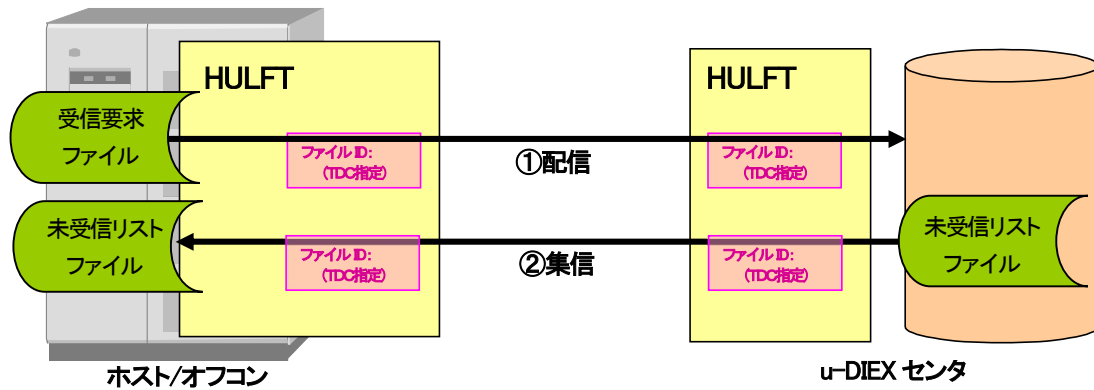 HULFT
HULFT
受信要求
ファイル
ファイルID:
(TDC指定)
①配信
ファイルID:
(TDC指定)
未受信リスト
ファイル
ファイルID:
(TDC指定)
②集信
ファイルID:
(TDC指定)
未受信リスト
ファイル
ホスト/オフコン
u-DIEX センタ